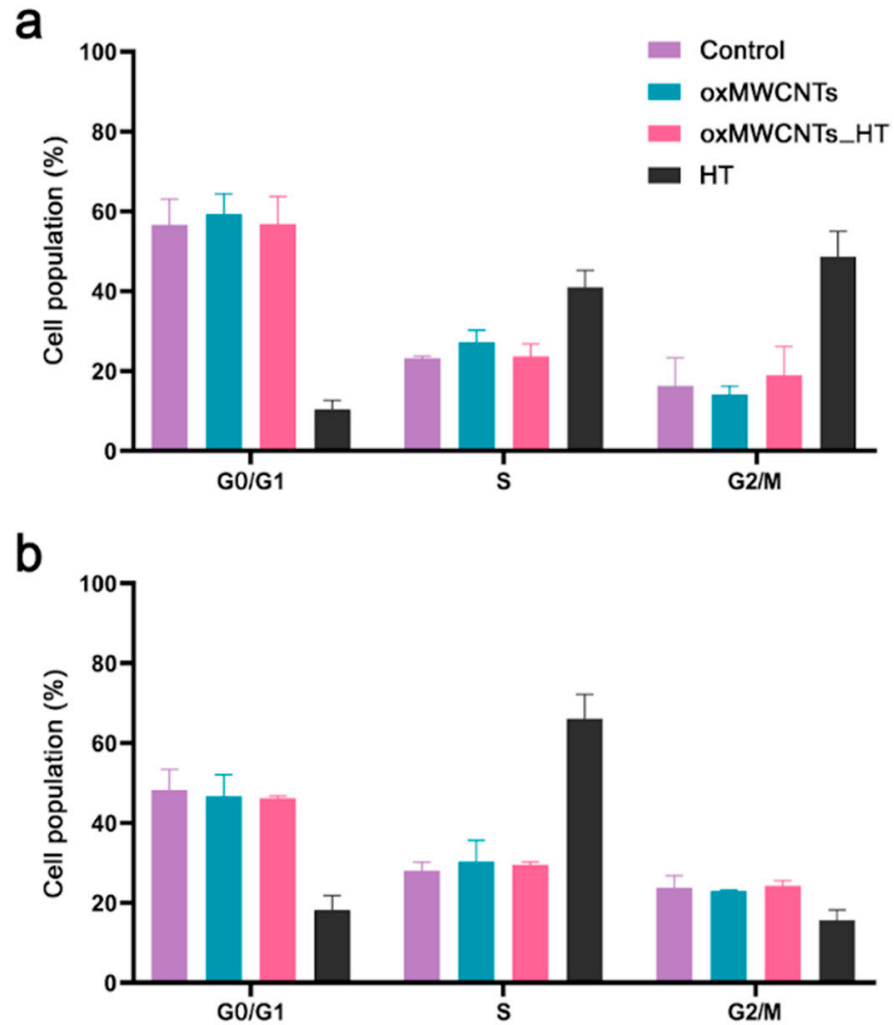 a
Cell population (%)
100
80
60
40
20
0
Control
oxMWCNTs
oxMWCNTs_HT
HT
G0/G1 S G2/M
b
Cell population (%)
100
80
60
40
20
0
G0/G1 S G2/M